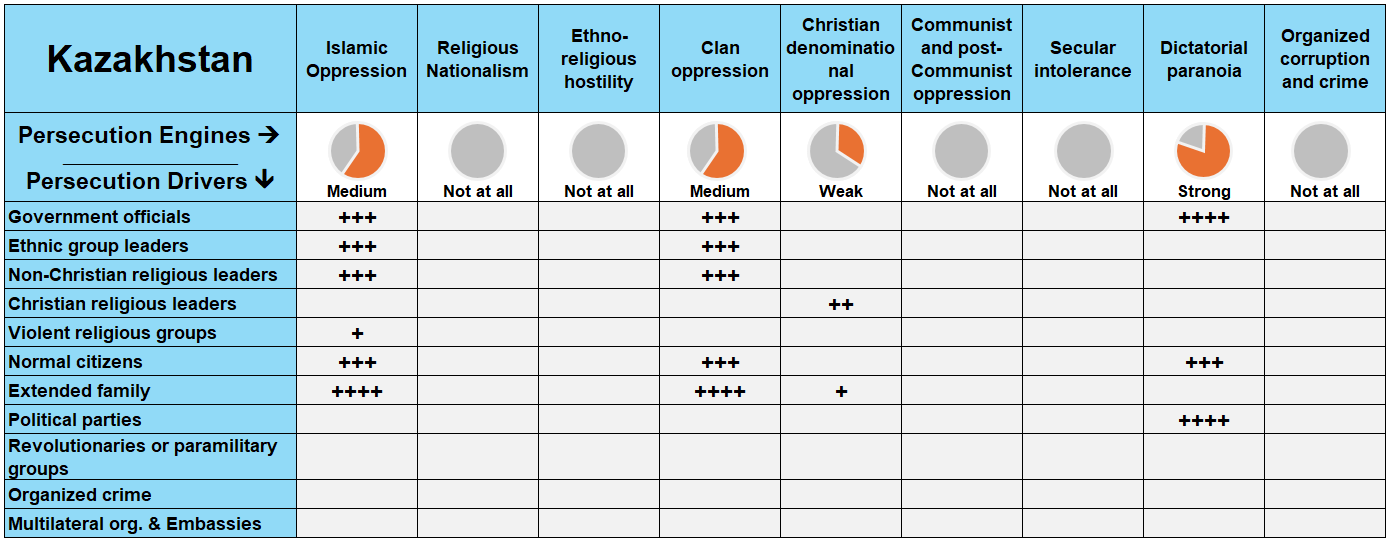 Kazakhstan
Islamic
Oppression
Religious
Nationalism
Ethno-
religious
hostility
Clan
oppression
Christian
denominatio
nal
oppression
Communist
and post-
Communist
oppression
Secular
intolerance
Dictatorial
paranoia
Organized
corruption
and crime
Persecution Engines →
Persecution Drivers ↓
Medium
Not at all
Not at all
Medium
Weak
Not at all
Not at all
Strong
Not at all
Government officials +++ +++ ++++
Ethnic group leaders +++ +++
Non-Christian religious leaders +++ +++
Christian religious leaders ++
Violent religious groups +
Normal citizens +++ +++ +++
Extended family ++++ ++++ +
Political parties ++++
Revolutionaries or paramilitary
groups
Organized crime
Multilateral org. & Embassies